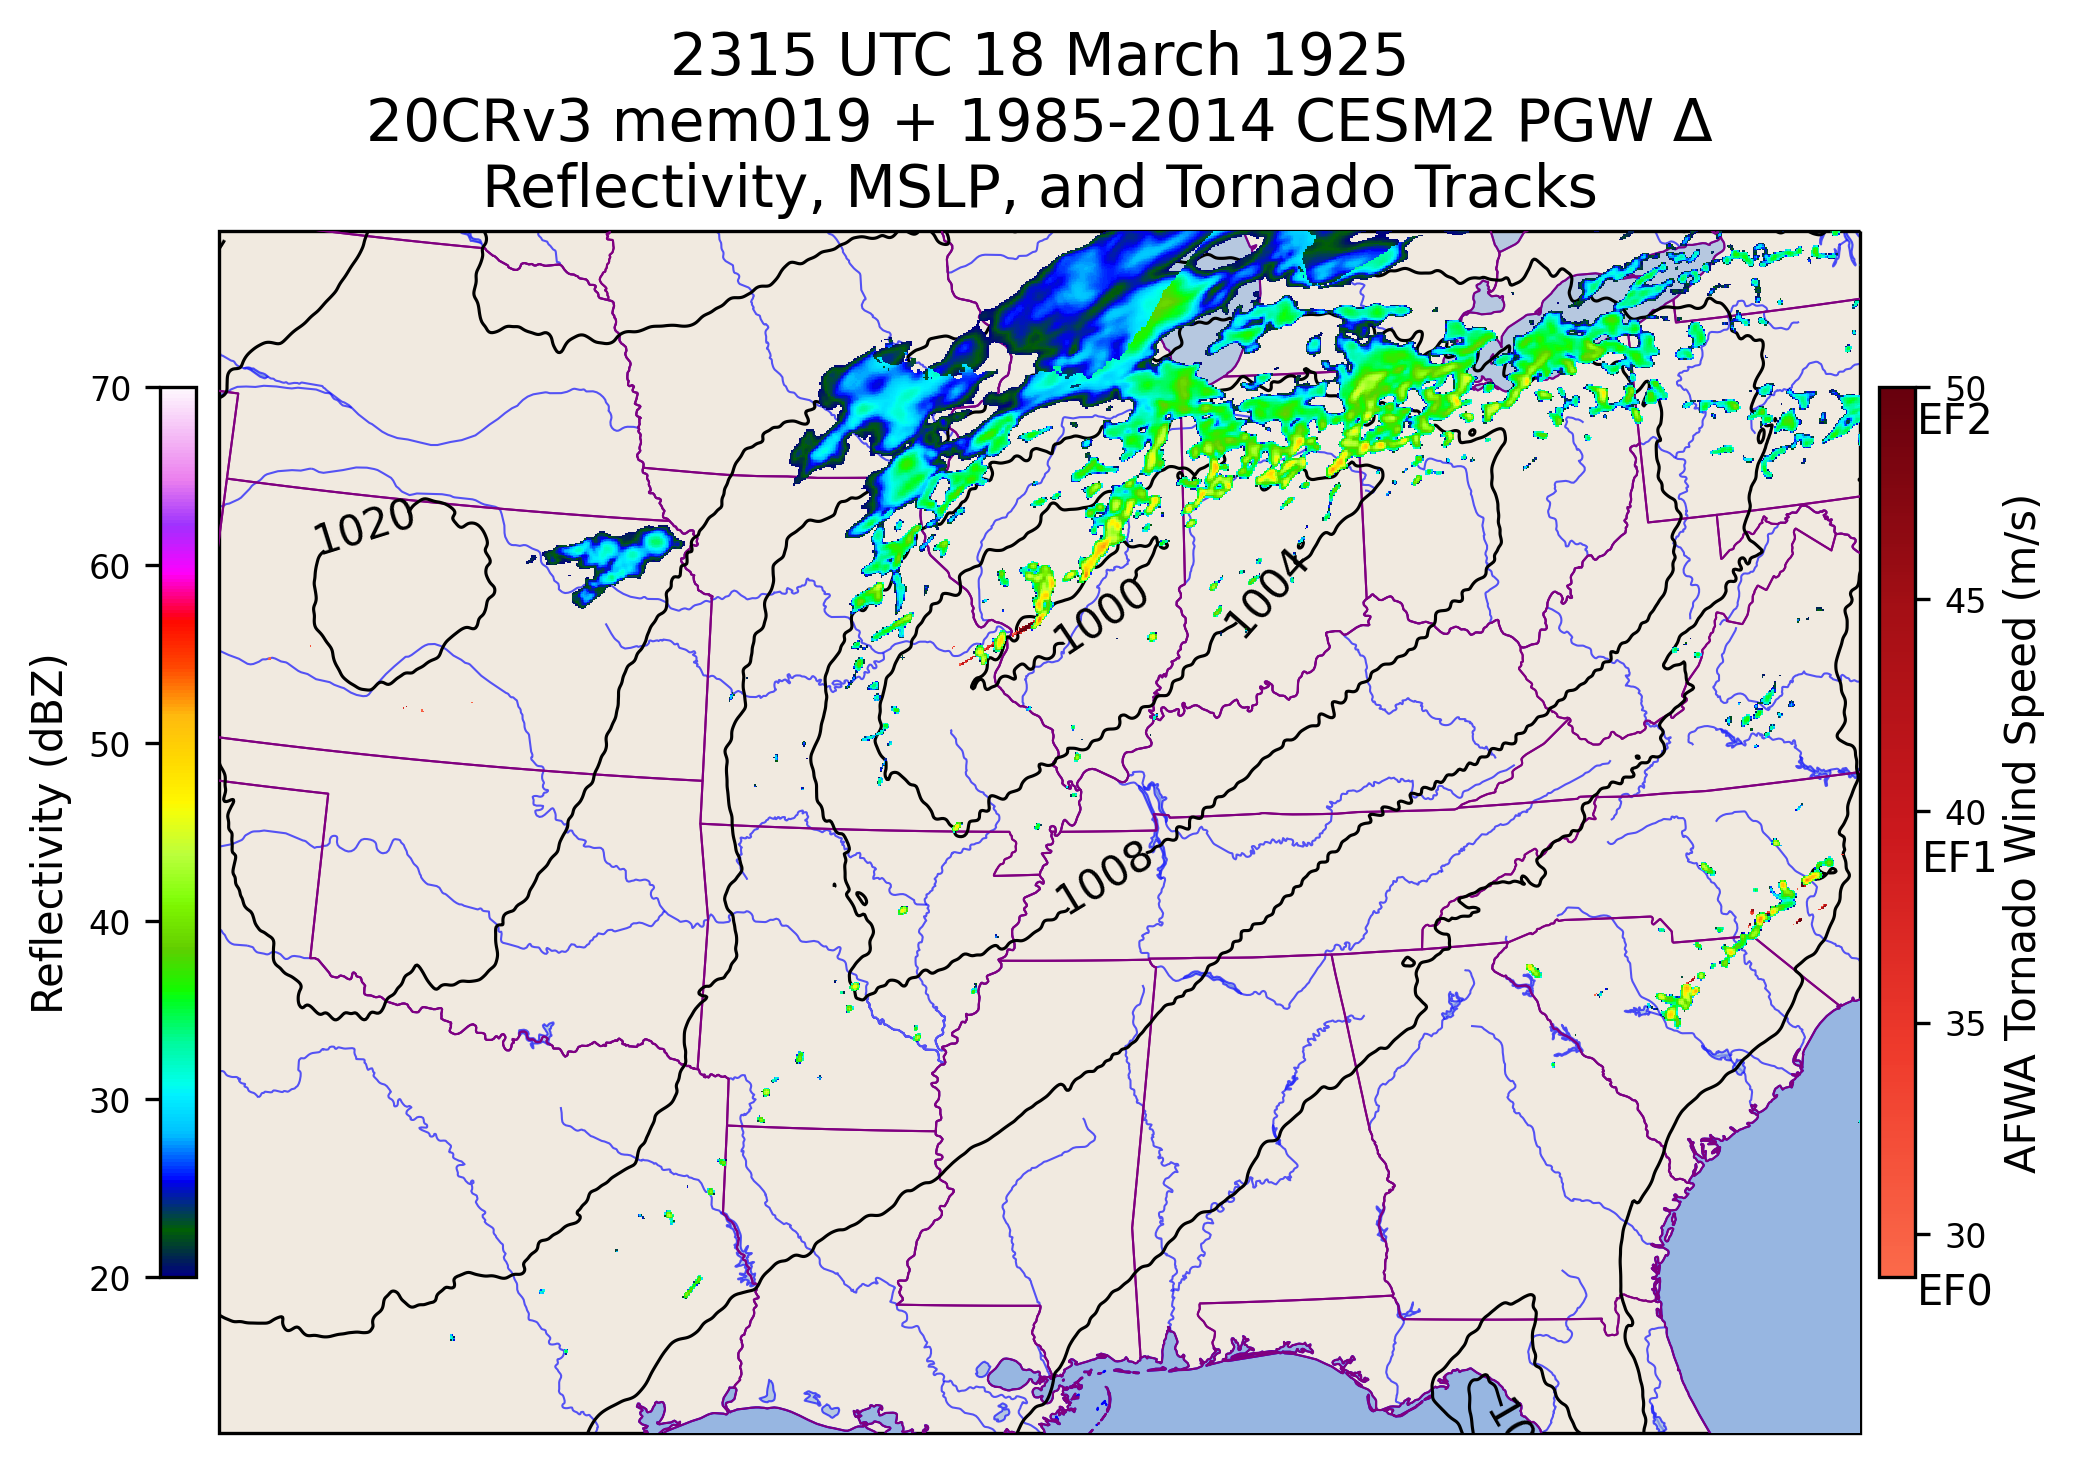 2315 UTC 18 March 1925
20CRv3 mem019 + 1985-2014 CESM2 PGW Δ
Reflectivity, MSLP, and Tornado Tracks
Reflectivity (dBZ)
70
60
50
40
30
20
1020
1000
1004
1008
50
EF2
45
40
EF1
35
30
EF0
AFWA Tornado Wind Speed (m/s)